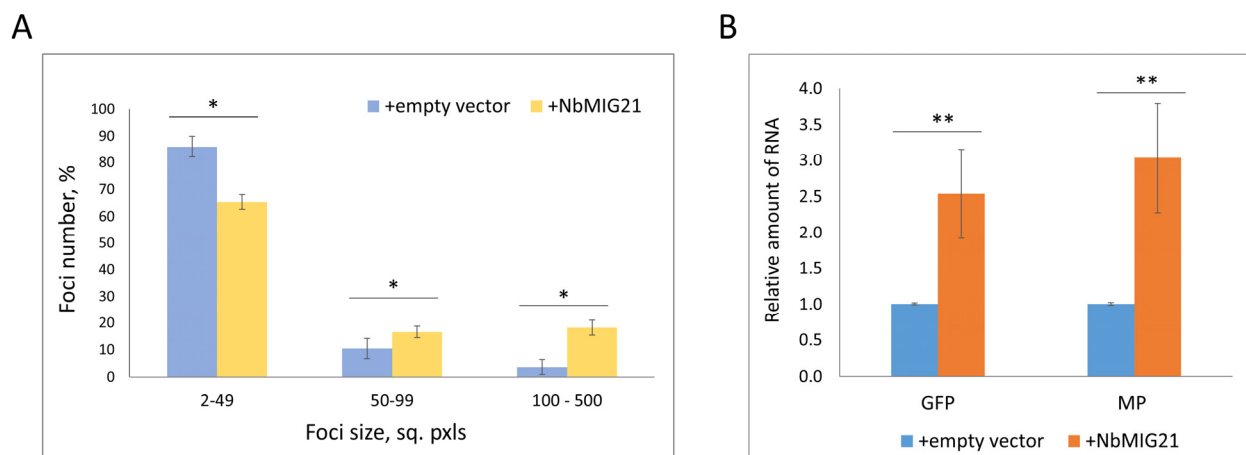 A
+empty vector +NbMIG21
Foci number, %
100
90
80
70
60
50
40
30
20
10
0
*
*
*
2-49 50-99 100 - 500
Foci size, sq. pxls
B
Relative amount of RNA
4.0
3.5
3.0
2.5
2.0
1.5
1.0
0.5
0.0
**
**
GFP MP
+empty vector +NbMIG21